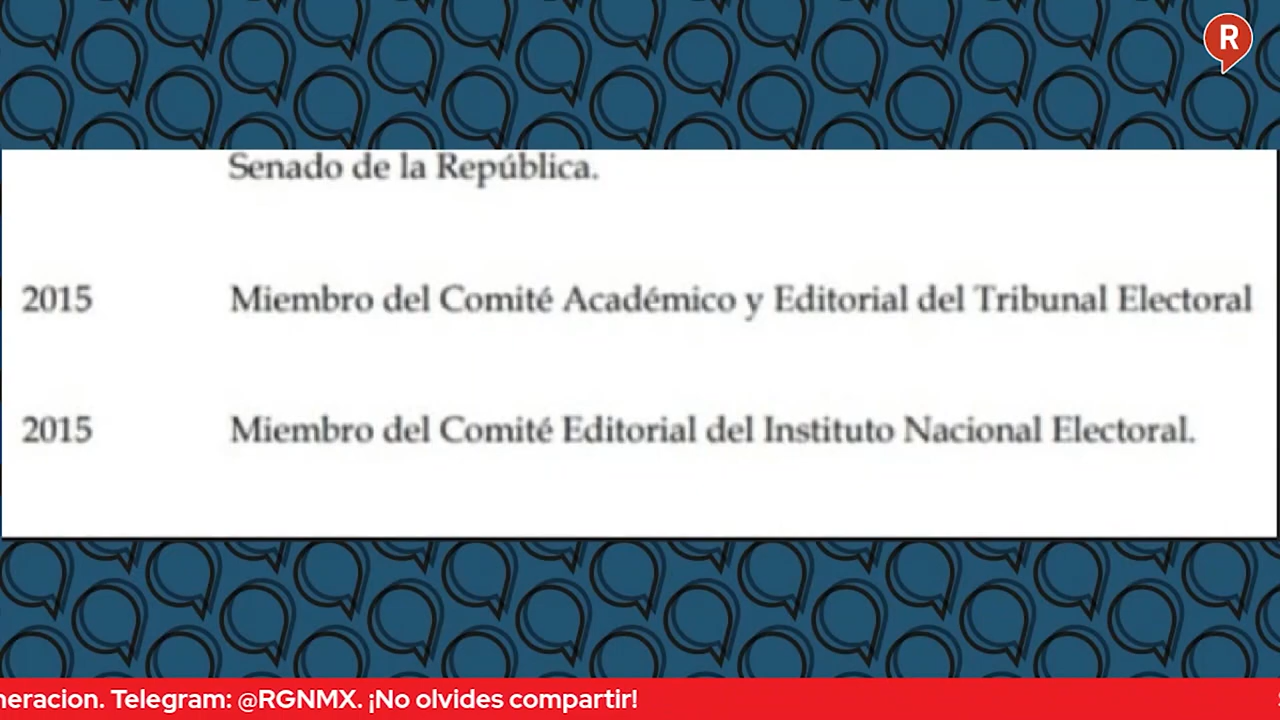 R
Senado de la República.
2015 Miembro del Comité Académico y Editorial del Tribunal Electoral
2015 Miembro del Comité Editorial del Instituto Nacional Electoral.
neracion. Telegram: @RGNMX. ¡No olvides compartir!